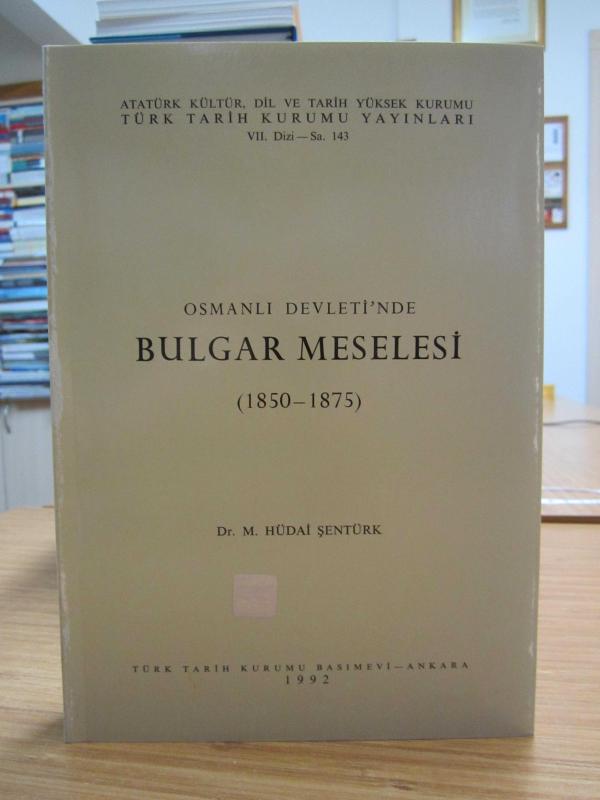 ATATÜRK KÜLTÜR, DİL VE TARİH YÜKSEK KURUMU
TÜRK TARİH KURUMU YAYINLARI
VII. Dizi — Sa. 143
OSMANLI DEVLETİ'NDE
BULGAR MESELESİ
(1850–1875)
Dr. M. HÜDAİ ŞENTÜRK
TÜRK TARİH KURUMU BASIMEVİ — ANKARA
1992